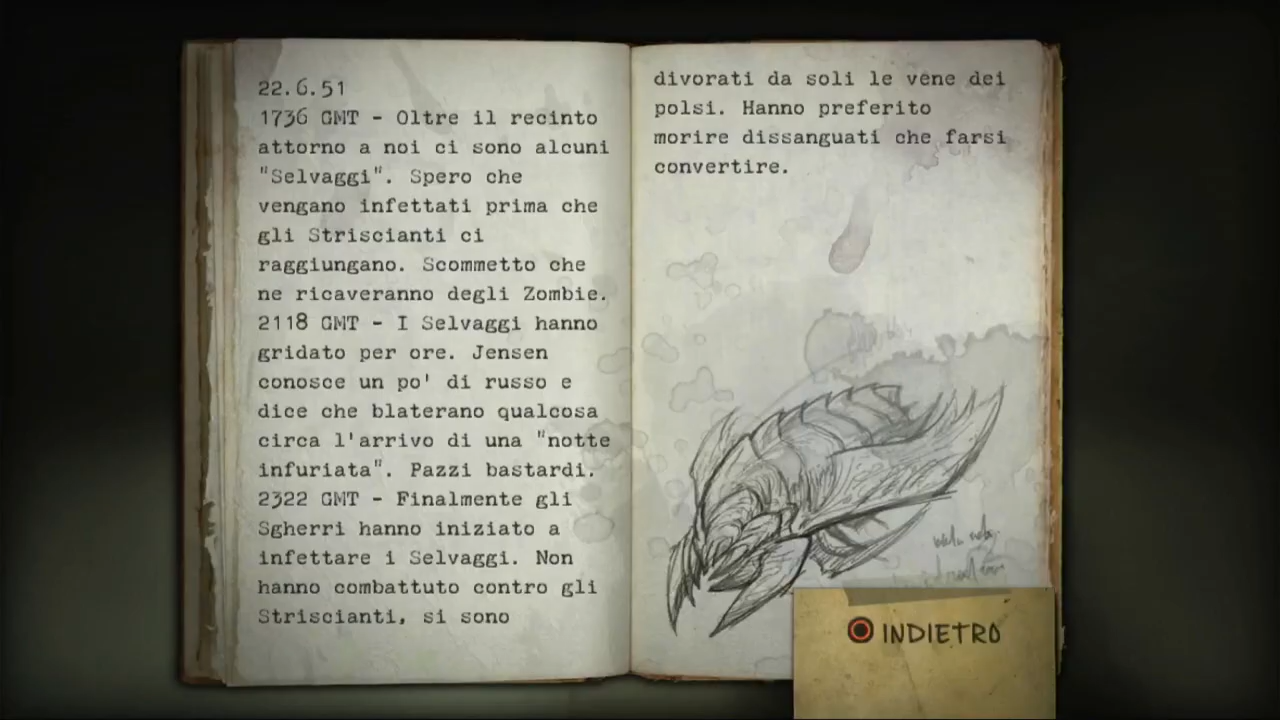 22.6.51
1736 GMT - Oltre il recinto
attorno a noi ci sono alcuni
"Selvaggi". Spero che
vengano infettati prima che
gli Striscianti ci
raggiungano. Scommetto che
ne ricaveranno degli Zombie.
2118 GMT - I Selvaggi hanno
gridato per ore. Jensen
conosce un po' di russo e
dice che blaterano qualcosa
circa l'arrivo di una "notte
infuriata". Pazzi bastardi.
2322 GMT - Finalmente gli
Sgherri hanno iniziato a
infettare i Selvaggi. Non
hanno combattuto contro gli
Striscianti, si sono
divorati da soli le vene dei
polsi. Hanno preferito
morire dissanguati che farsi
convertire.
INDIETRO